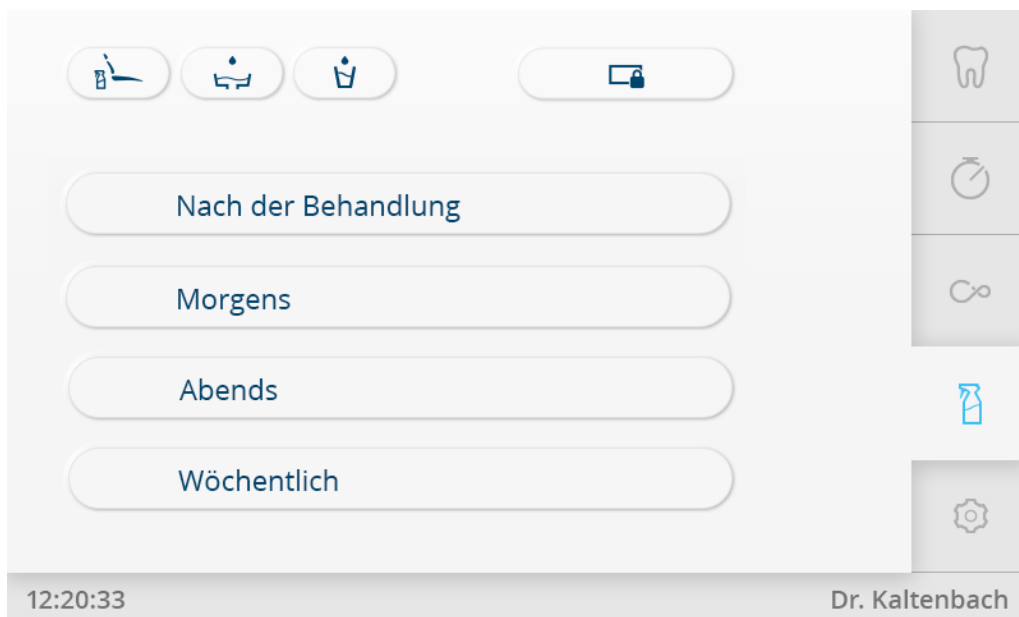 Nach der Behandlung
Morgens
Abends
Wöchentlich
12:20:33
Dr. Kaltenbach